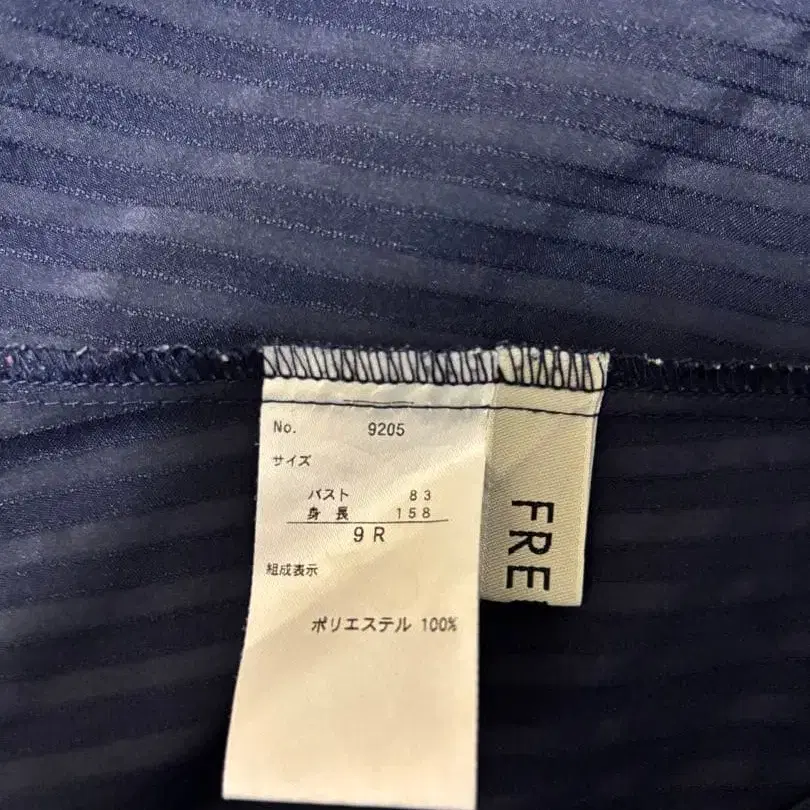 No. 9205
サイズ
バスト 83
身長 158
9R
組成表示
ポリエステル 100%
FRE